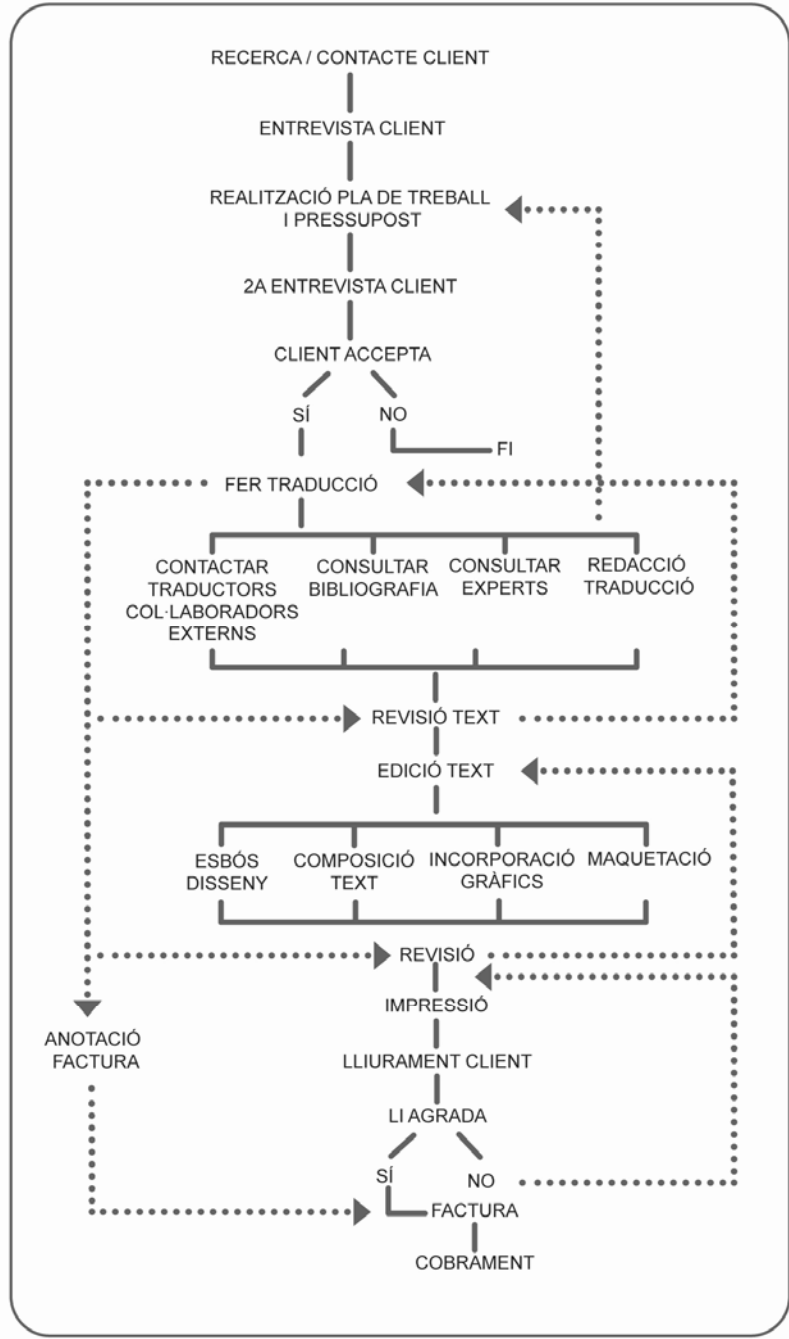 RECERCA / CONTACTE CLIENT
ENTREVISTA CLIENT
REALITZACIÓ PLA DE TREBALL
I PRESSUPOST
2A ENTREVISTA CLIENT
CLIENT ACCEPTA
SÍ
NO
FI
FER TRADUCCIÓ
CONTACTAR
TRADUCTORS
COL·LABORADORS
EXTERNS
CONSULTAR
BIBLIOGRAFIA
CONSULTAR
EXPERTS
REDACCIÓ
TRADUCCIÓ
REVISIÓ TEXT
EDICIÓ TEXT
ESBÓS
DISSENY
COMPOSICIÓ
TEXT
INCORPORACIÓ
GRÀFICS
MAQUETACIÓ
REVISIÓ
IMPRESSIÓ
ANOTACIÓ
FACTURA
LLIURAMENT CLIENT
LI AGRADA
SÍ
NO
FACTURA
COBRAMENT